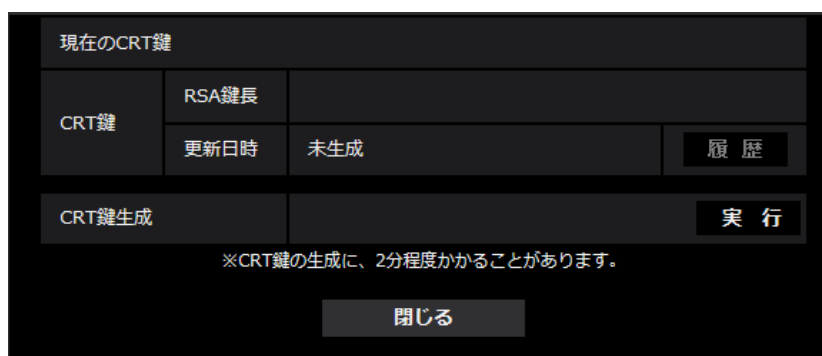 現在のCRT鍵
CRT鍵
RSA鍵長
更新日時 未生成 履歴
CRT鍵生成 実行
※CRT鍵の生成に、2分程度かかることがあります。
閉じる